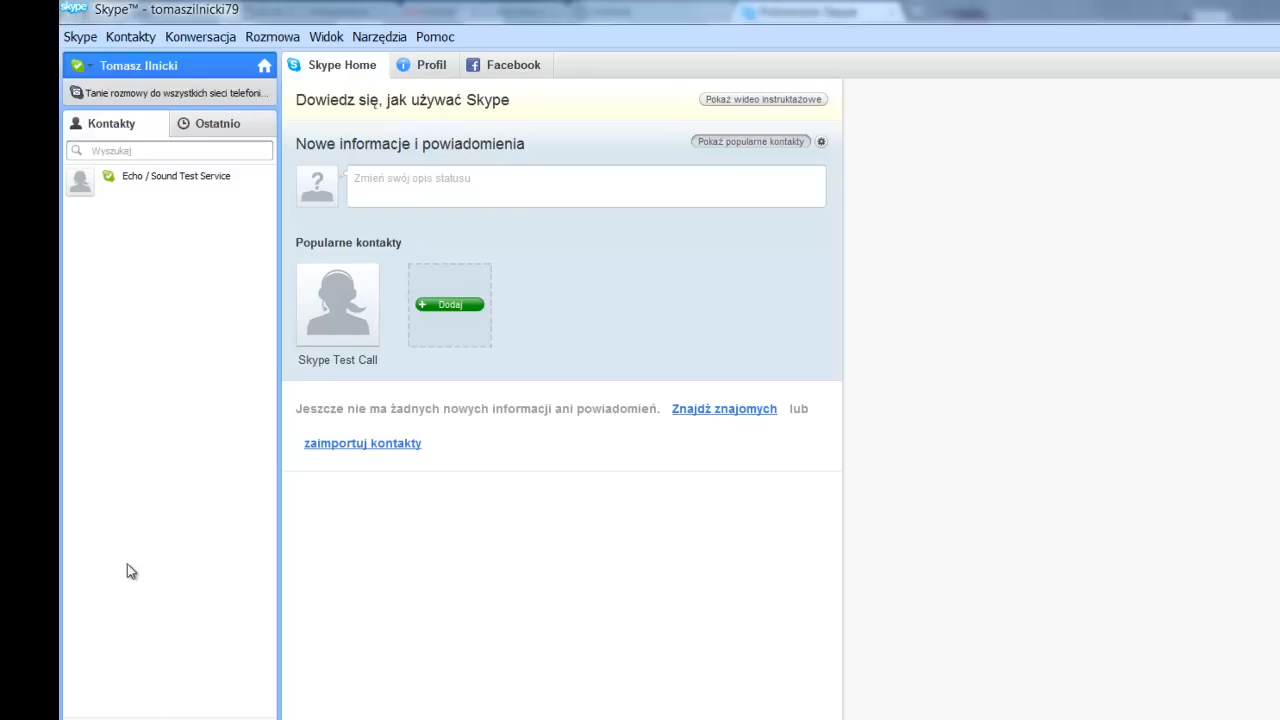 skype Skype™ - tomaszilnicki79
Skype Kontakty Konwersacja Rozmowa Widok Narzędzia Pomoc
Tomasz Ilnicki
Skype Home Profil Facebook
Tanie rozmowy do wszystkich sieci telefoni...
Dowiedz się, jak używać Skype
Pokaż wideo instruktażowe
Kontakty Ostatnio
Nowe informacje i powiadomienia
Pokaż popularne kontakty
Wyszukaj
Echo / Sound Test Service
Zmień swój opis statusu
Popularne kontakty
Dodaj
Skype Test Call
Jeszcze nie ma żadnych nowych informacji ani powiadomień. Znajdź znajomych lub
zaimportuj kontakty